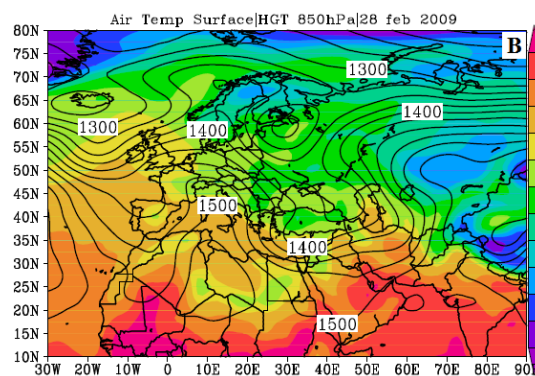 Air Temp Surface|HGT 850hPa|28 feb 2009
B
80N
75N
70N
65N
60N
55N
50N
45N
40N
35N
30N
25N
20N
15N
10N
1300
1300
1400
1400
1500
1400
1500
30W 20W 10W 0 10E 20E 30E 40E 50E 60E 70E 80E 90E